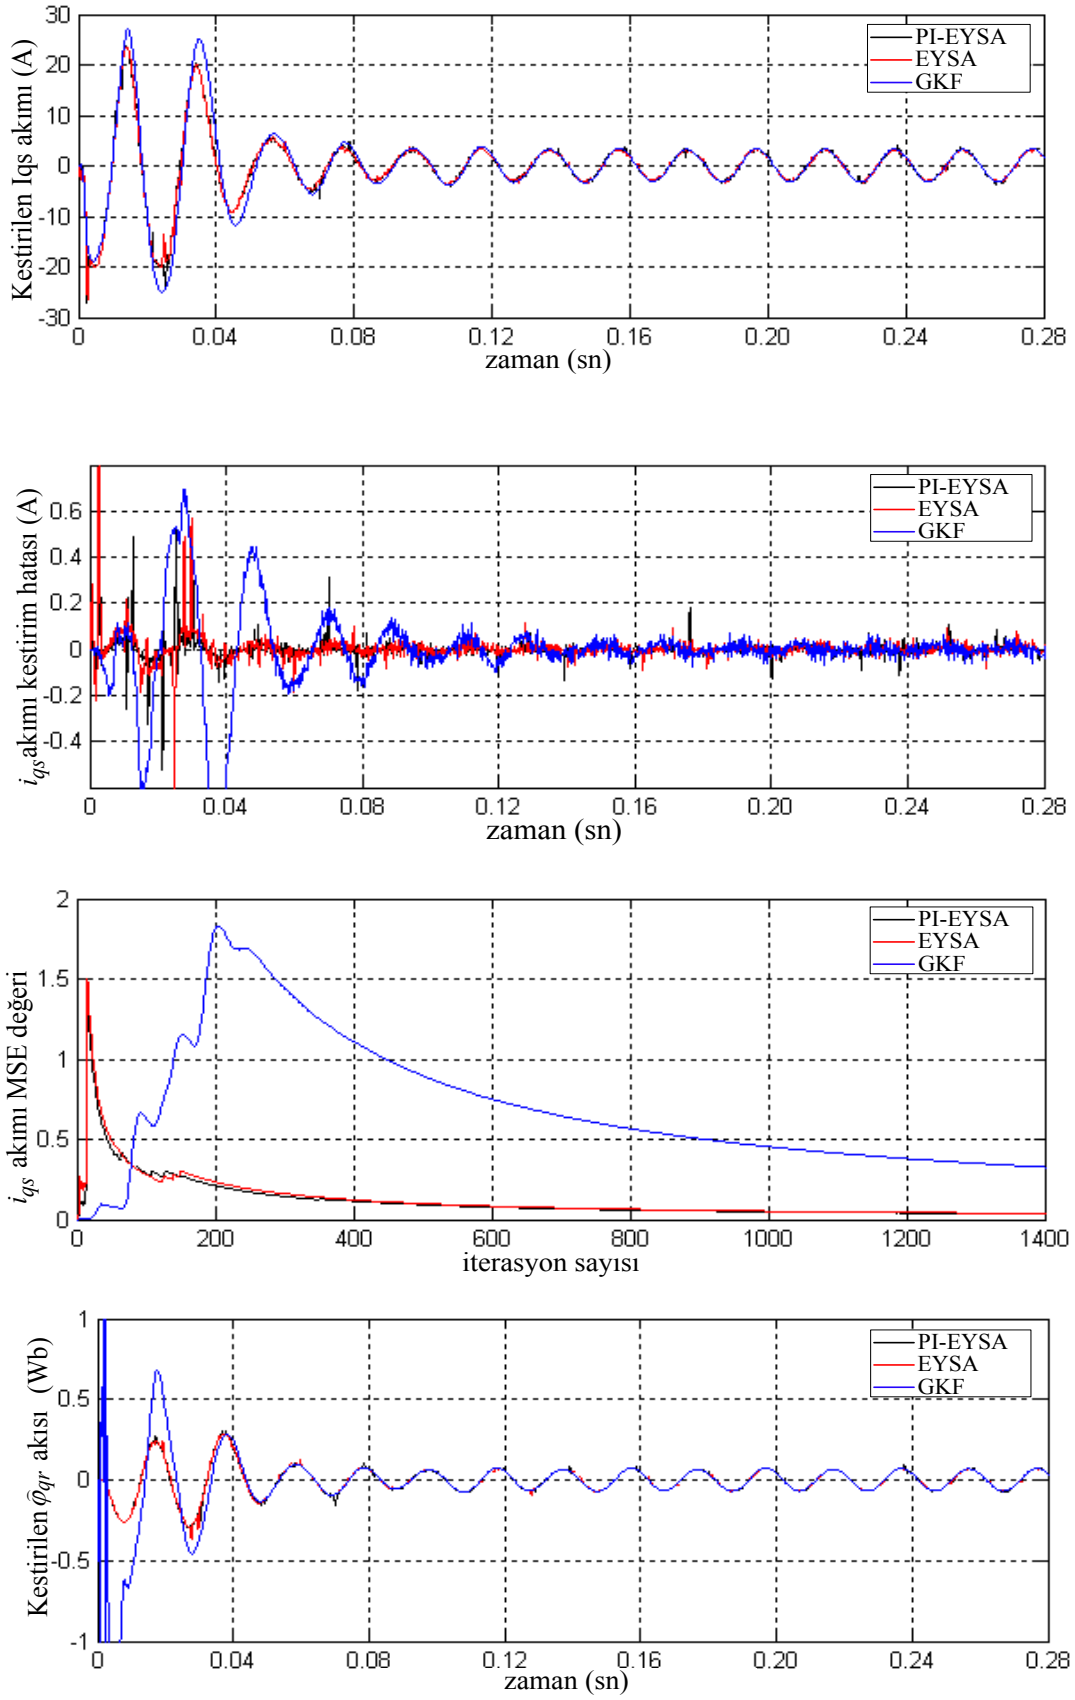 Kestirilen Iqs akımı (A)
30
20
10
0
-10
-20
-30
0 0.04 0.08 0.12 0.16 0.20 0.24 0.28
zaman (sn)
PI-EYSA
EYSA
GKF
i_qs akımı kestirim hatası (A)
0.6
0.4
0.2
0
-0.2
-0.4
0 0.04 0.08 0.12 0.16 0.20 0.24 0.28
zaman (sn)
PI-EYSA
EYSA
GKF
i_qs akımı MSE değeri
2
1.5
1
0.5
0
0 200 400 600 800 1000 1200 1400
iterasyon sayısı
PI-EYSA
EYSA
GKF
Kestirilen φ̂_qr akısı (Wb)
1
0.5
0
-0.5
-1
0 0.04 0.08 0.12 0.16 0.20 0.24 0.28
zaman (sn)
PI-EYSA
EYSA
GKF